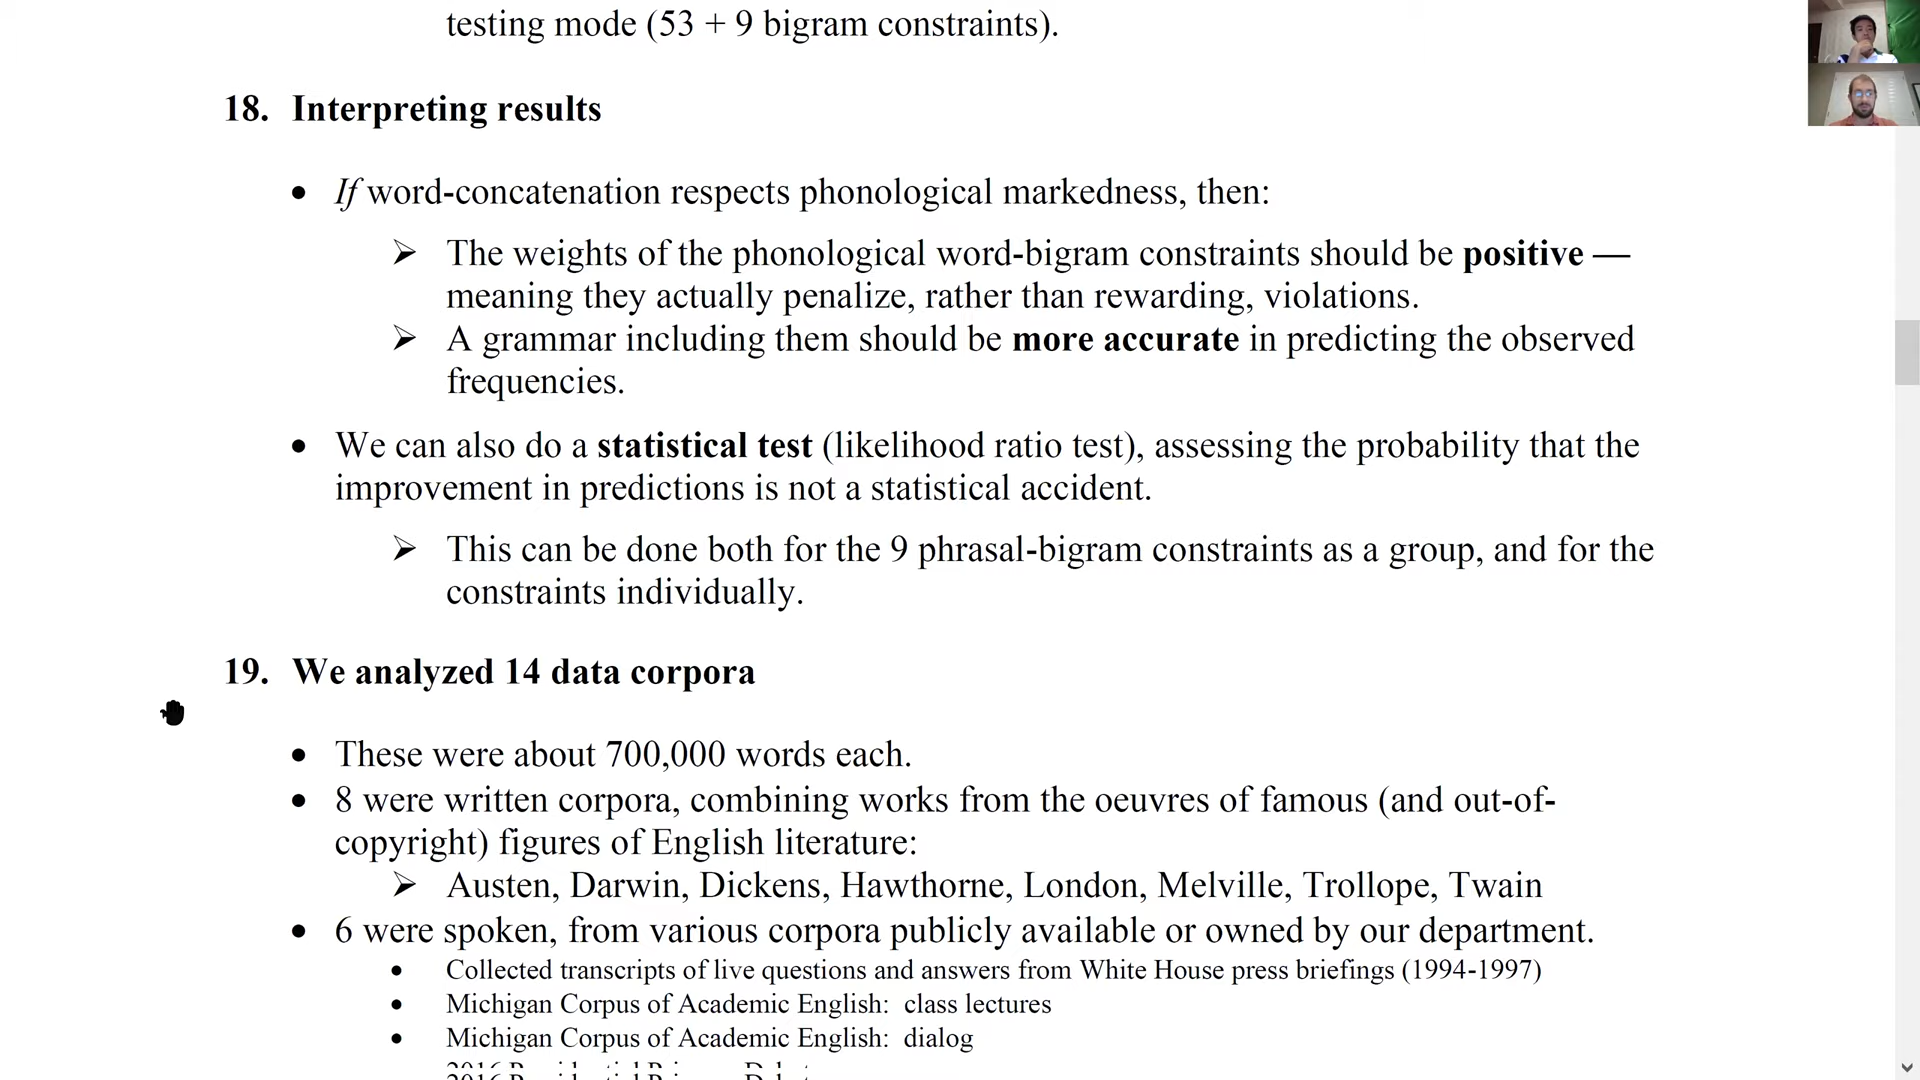 testing mode (53 + 9 bigram constraints).
18. Interpreting results
• If word-concatenation respects phonological markedness, then:
➢ The weights of the phonological word-bigram constraints should be positive —
meaning they actually penalize, rather than rewarding, violations.
➢ A grammar including them should be more accurate in predicting the observed
frequencies.
• We can also do a statistical test (likelihood ratio test), assessing the probability that the
improvement in predictions is not a statistical accident.
➢ This can be done both for the 9 phrasal-bigram constraints as a group, and for the
constraints individually.
19. We analyzed 14 data corpora
• These were about 700,000 words each.
• 8 were written corpora, combining works from the oeuvres of famous (and out-of-
copyright) figures of English literature:
➢ Austen, Darwin, Dickens, Hawthorne, London, Melville, Trollope, Twain
• 6 were spoken, from various corpora publicly available or owned by our department.
• Collected transcripts of live questions and answers from White House press briefings (1994-1997)
• Michigan Corpus of Academic English: class lectures
• Michigan Corpus of Academic English: dialog